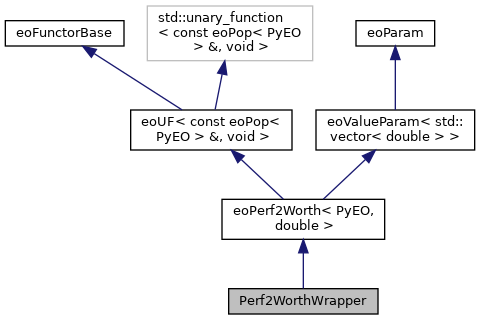 eoFunctorBase
std::unary_function
< const eoPop< PyEO
> &, void >
eoParam
eoUF< const eoPop<
PyEO > &, void >
eoValueParam< std::
vector< double > >
eoPerf2Worth< PyEO,
double >
Perf2WorthWrapper